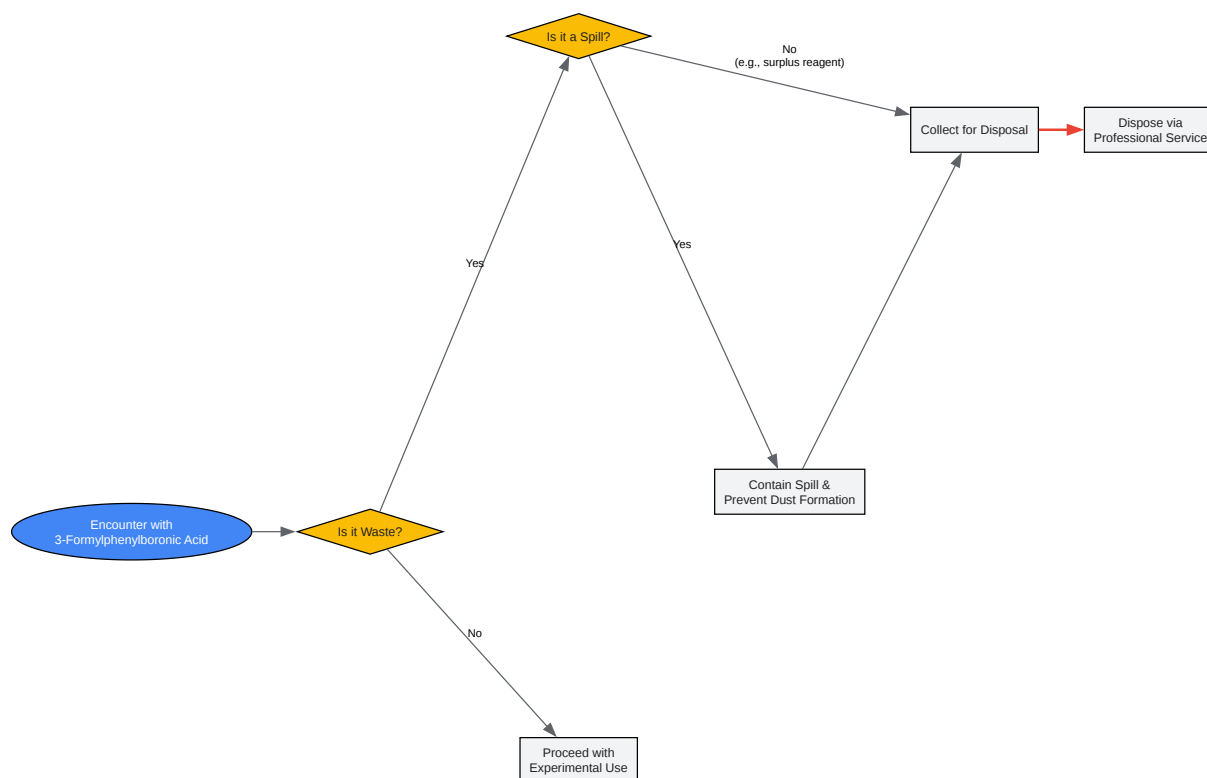 Is it a Spill?
No
(e.g., surplus reagent)
Collect for Disposal
Dispose via
Professional Service
Yes
Yes
Contain Spill &
Prevent Dust Formation
Encounter with
3-Formylphenylboronic Acid
Is it Waste?
No
Proceed with
Experimental Use